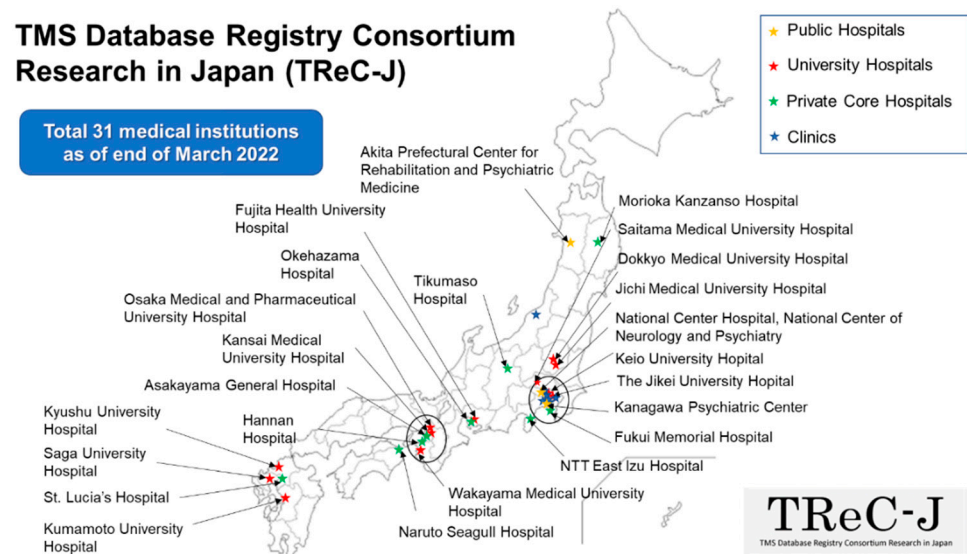 TMS Database Registry Consortium
Research in Japan (TReC-J)
Total 31 medical institutions
as of end of March 2022
Public Hospitals
University Hospitals
Private Core Hospitals
Clinics
Akita Prefectural Center for
Rehabilitation and Psychiatric
Medicine
Fujita Health University
Hospital
Okehazama
Hospital
Tikumaso
Hospital
Osaka Medical and Pharmaceutical
University Hospital
Kansai Medical
University Hospital
Asakayama General Hospital
Kyushu University
Hospital
Hannan
Hospital
Saga University
Hospital
St. Lucia's Hospital
Kumamoto University
Hospital
Morioka Kanzanso Hospital
Saitama Medical University Hospital
Dokkyo Medical University Hospital
Jichi Medical University Hospital
National Center Hospital, National Center of
Neurology and Psychiatry
Keio University Hopital
The Jikei University Hopital
Kanagawa Psychiatric Center
Fukui Memorial Hospital
NTT East Izu Hospital
Wakayama Medical University
Hospital
Naruto Seagull Hospital
TReC-J
TMS Database Registry Consortium Research in Japan